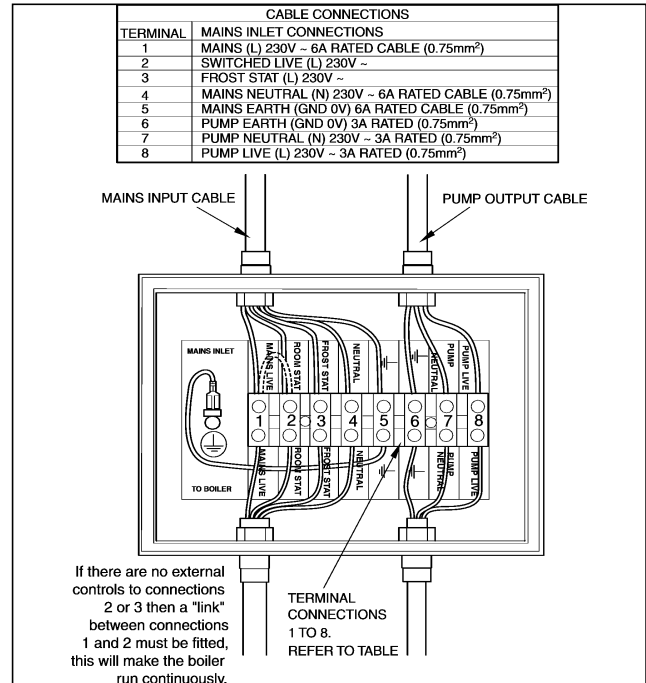 CABLE CONNECTIONS
TERMINAL MAINS INLET CONNECTIONS
1 MAINS (L) 230V ~ 6A RATED CABLE (0.75mm²)
2 SWITCHED LIVE (L) 230V ~
3 FROST STAT (L) 230V ~
4 MAINS NEUTRAL (N) 230V ~ 6A RATED CABLE (0.75mm²)
5 MAINS EARTH (GND 0V) 6A RATED CABLE (0.75mm²)
6 PUMP EARTH (GND 0V) 3A RATED (0.75mm²)
7 PUMP NEUTRAL (N) 230V ~ 3A RATED (0.75mm²)
8 PUMP LIVE (L) 230V ~ 3A RATED (0.75mm²)
MAINS INPUT CABLE
PUMP OUTPUT CABLE
MAINS INLET
MAINS LIVE
ROOM STAT
FROST STAT
NEUTRAL
PUMP
NEUTRAL
PUMP LIVE
1 2 3 4 5 6 7 8
MAINS LIVE
ROOM STAT
FROST STAT
NEUTRAL
PUMP
NEUTRAL
PUMP LIVE
TO BOILER
If there are no external
controls to connections
2 or 3 then a "link"
between connections
1 and 2 must be fitted,
this will make the boiler
run continuously.
TERMINAL
CONNECTIONS
1 TO 8.
REFER TO TABLE